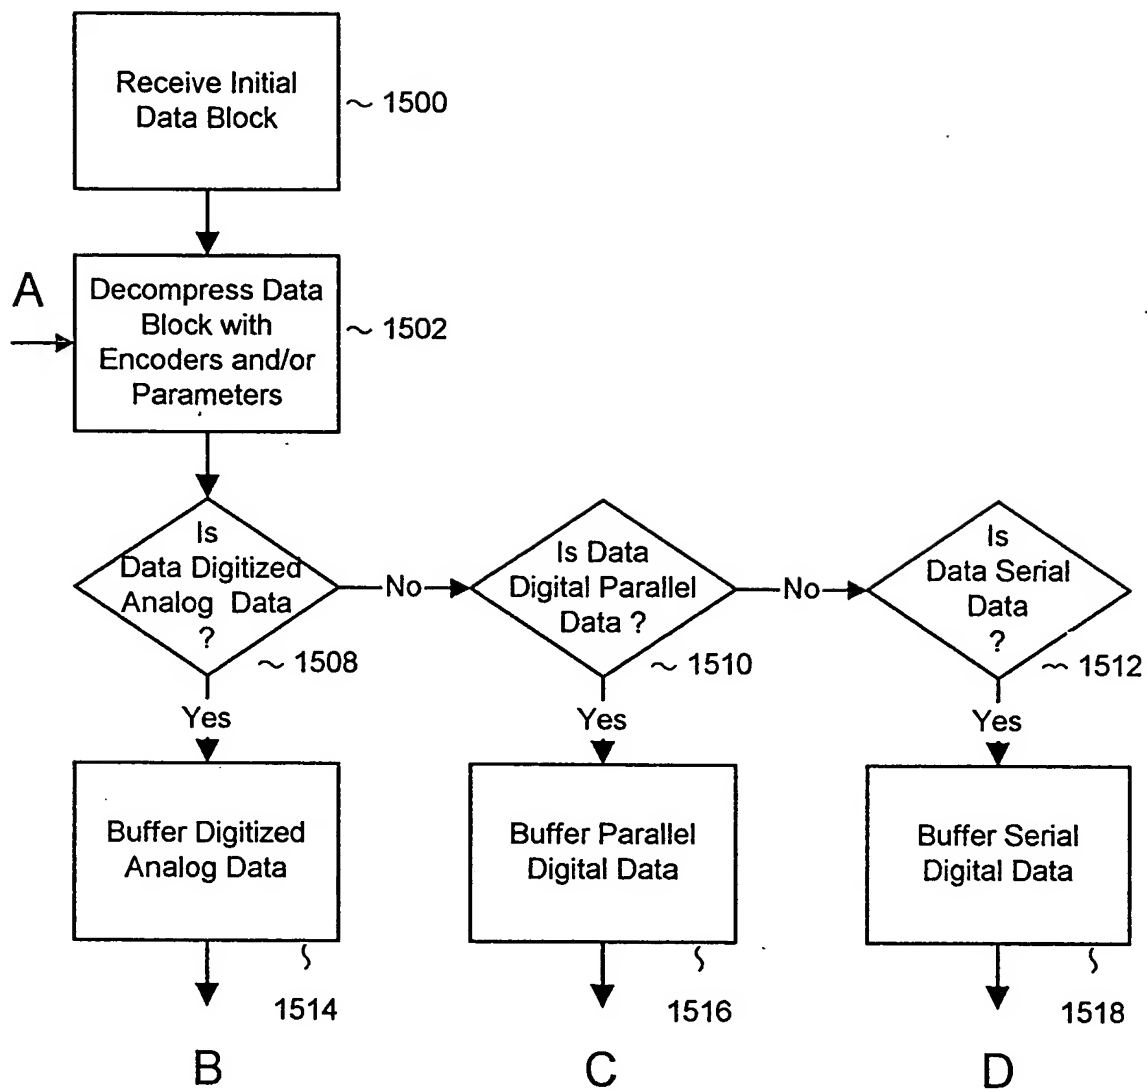 Receive Initial
Data Block
~ 1500
A
Decompress Data
Block with
Encoders and/or
Parameters
~ 1502
Is
Data Digitized
Analog Data
?
~ 1508
No
Is Data
Digital Parallel
Data ?
~ 1510
No
Is
Data Serial
Data
?
~ 1512
Yes
Yes
Yes
Buffer Digitized
Analog Data
Buffer Parallel
Digital Data
Buffer Serial
Digital Data
1514
1516
1518
B
C
D